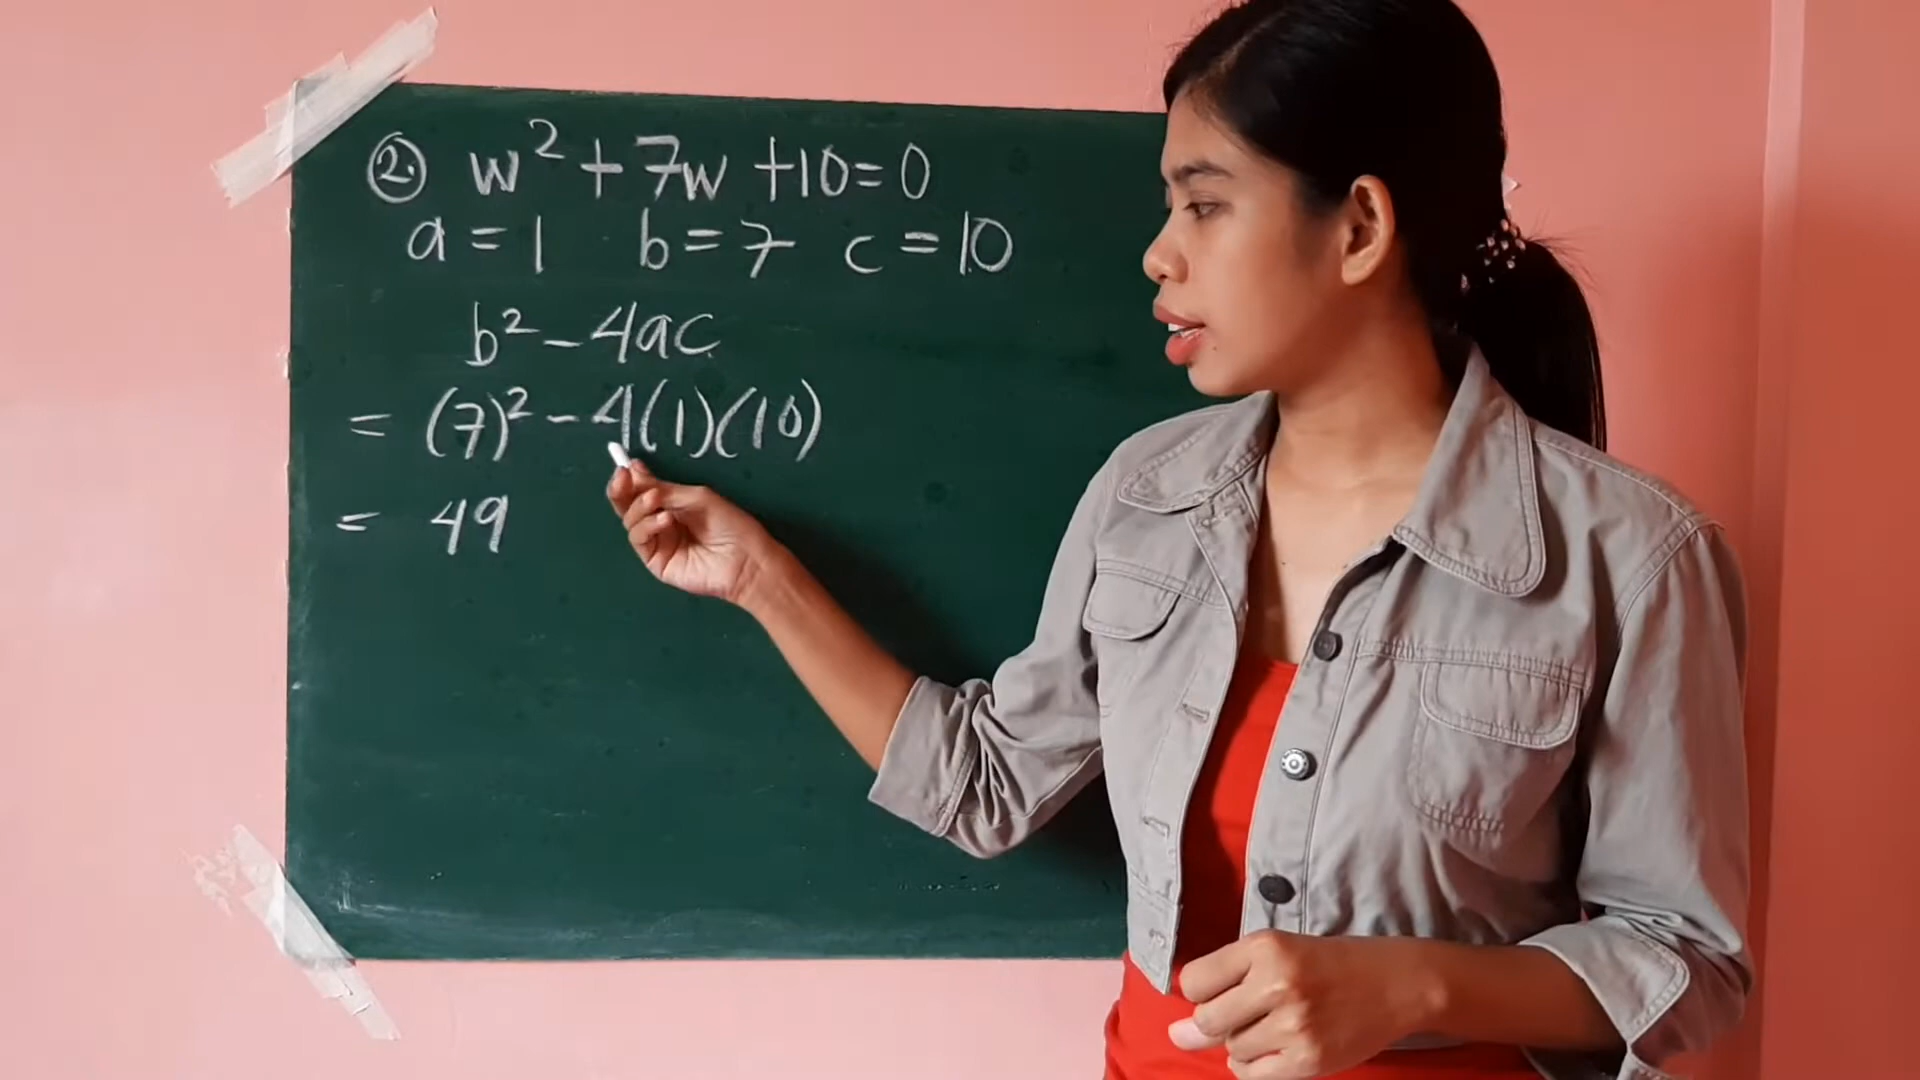 2. w² + 7w + 10 = 0
a = 1 b = 7 c = 10
b² - 4ac
= (7)² - 4(1)(10)
= 49